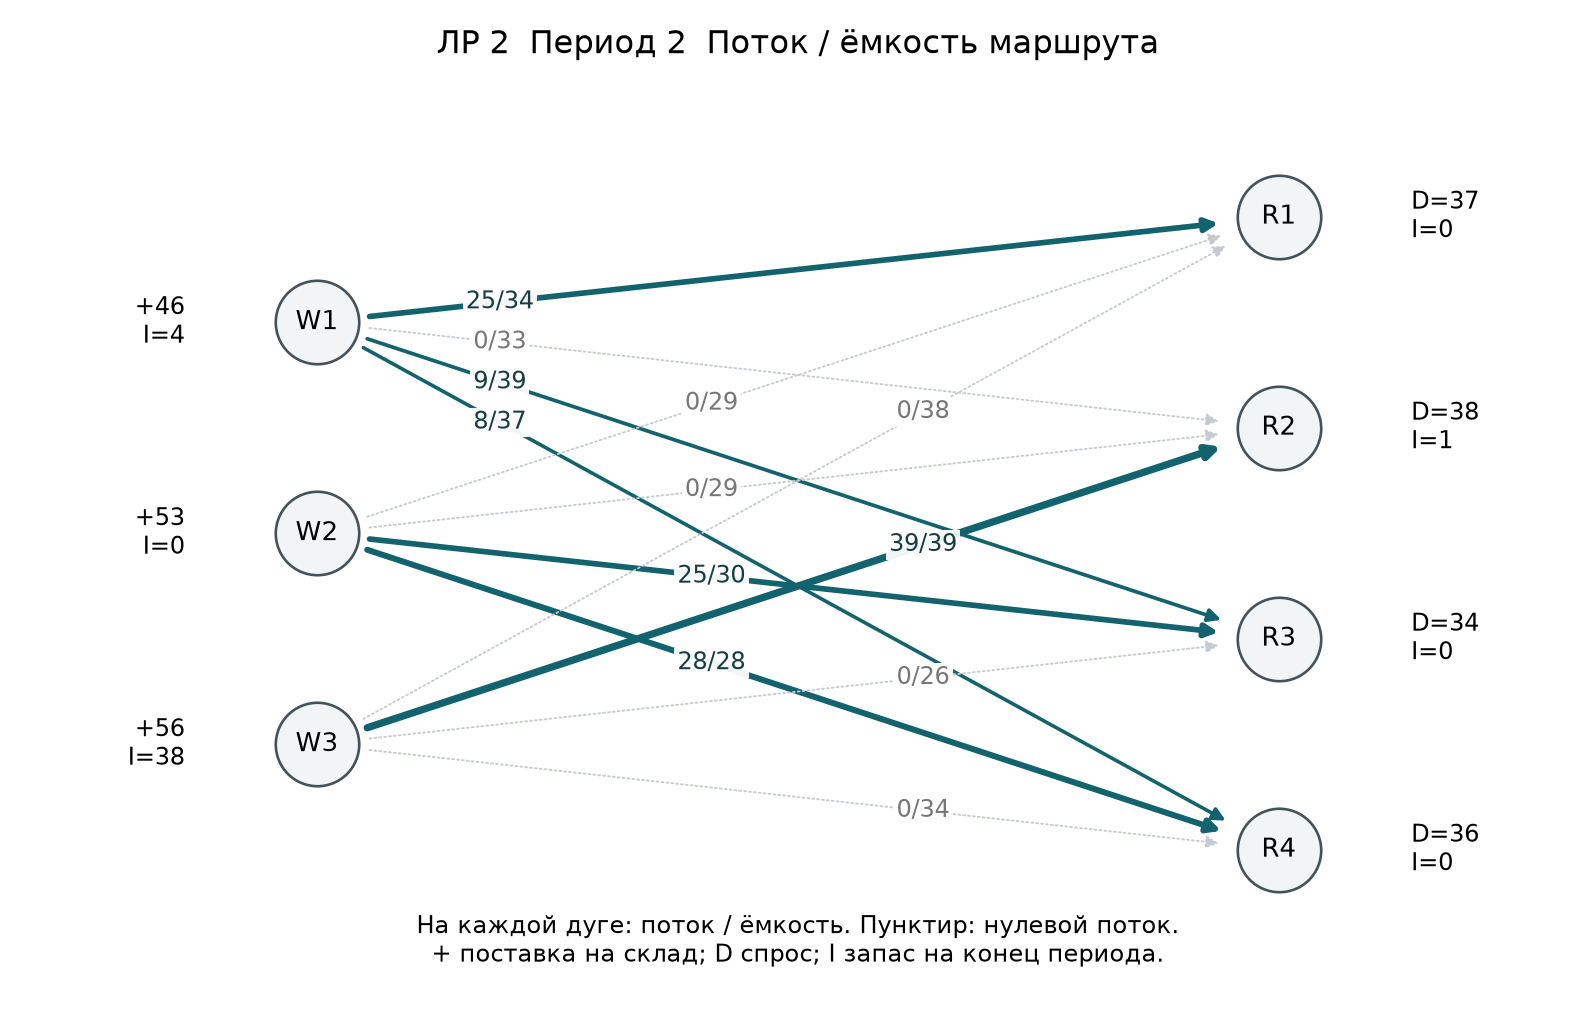 ЛР 2  Период 2  Поток / ёмкость маршрута
R1
D=37
I=0
+46
I=4
W1
25/34
0/33
9/39
8/37
0/29
0/38
R2
D=38
I=1
+53
I=0
W2
0/29
39/39
25/30
28/28
R3
D=34
I=0
0/26
+56
I=38
W3
0/34
R4
D=36
I=0
На каждой дуге: поток / ёмкость. Пунктир: нулевой поток.
+ поставка на склад; D спрос; I запас на конец периода.